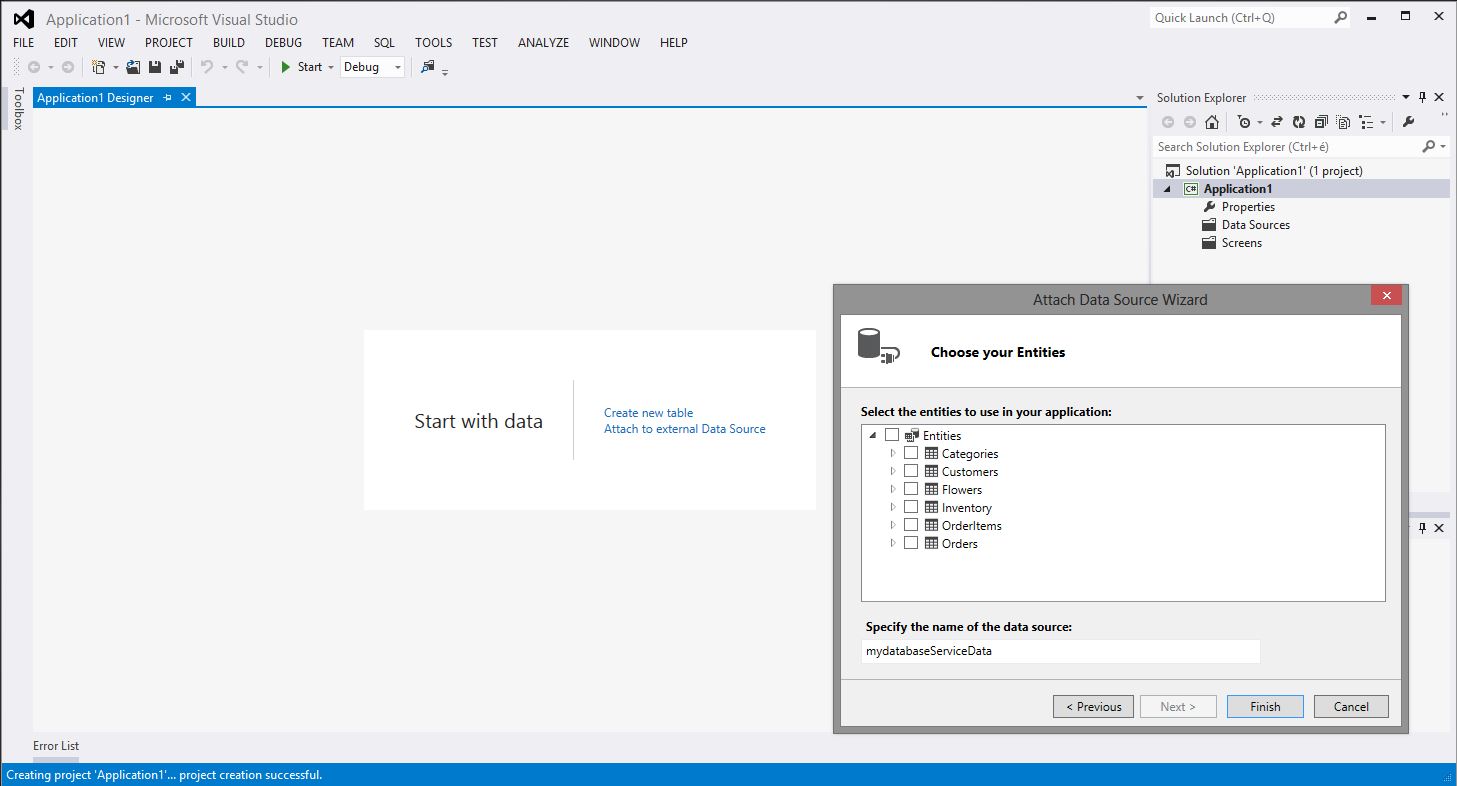 Application1 - Microsoft Visual Studio
Quick Launch (Ctrl+Q)
FILE EDIT VIEW PROJECT BUILD DEBUG TEAM SQL TOOLS TEST ANALYZE WINDOW HELP
Start Debug
Toolbox
Application1 Designer
Start with data
Create new table
Attach to external Data Source
Solution Explorer
Search Solution Explorer (Ctrl+é)
Solution 'Application1' (1 project)
C# Application1
Properties
Data Sources
Screens
Attach Data Source Wizard
Choose your Entities
Select the entities to use in your application:
Entities
Categories
Customers
Flowers
Inventory
OrderItems
Orders
Specify the name of the data source:
mydatabaseServiceData
< Previous Next > Finish Cancel
Error List
Creating project 'Application1'... project creation successful.